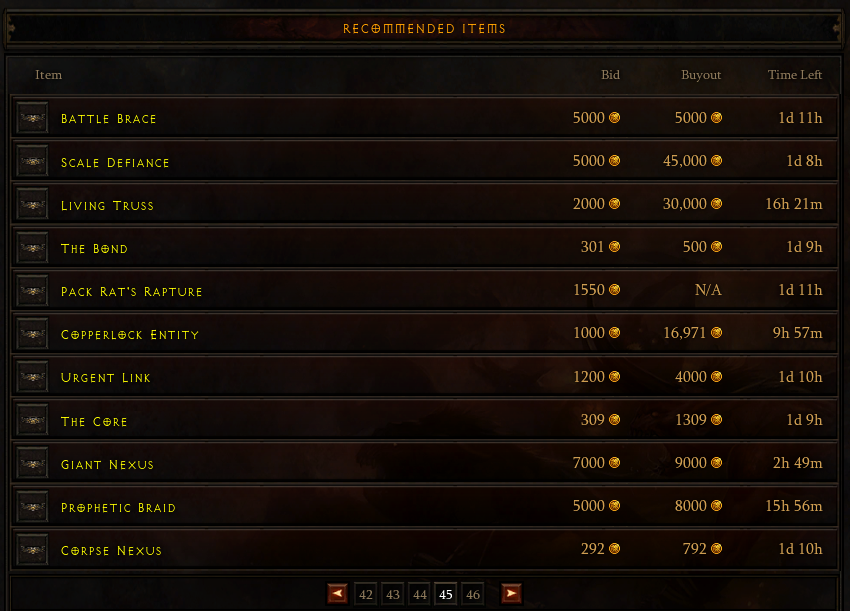 RECOMMENDED ITEMS
Item Bid Buyout Time Left
BATTLE BRACE 5000 5000 1d 11h
SCALE DEFIANCE 5000 45,000 1d 8h
LIVING TRUSS 2000 30,000 16h 21m
THE BOND 301 500 1d 9h
PACK RAT'S RAPTURE 1550 N/A 1d 11h
COPPERLOCK ENTITY 1000 16,971 9h 57m
URGENT LINK 1200 4000 1d 10h
THE CORE 309 1309 1d 9h
GIANT NEXUS 7000 9000 2h 49m
PROPHETIC BRAID 5000 8000 15h 56m
CORPSE NEXUS 292 792 1d 10h
42 43 44 45 46